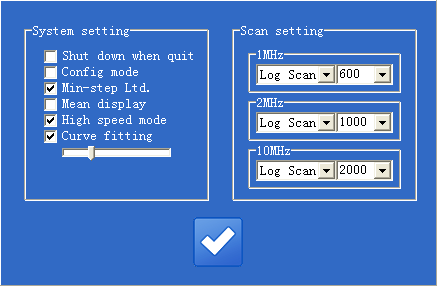 System setting
Shut down when quit
Config mode
Min-step Ltd.
Mean display
High speed mode
Curve fitting
Scan setting
1MHz
Log Scan 600
2MHz
Log Scan 1000
10MHz
Log Scan 2000